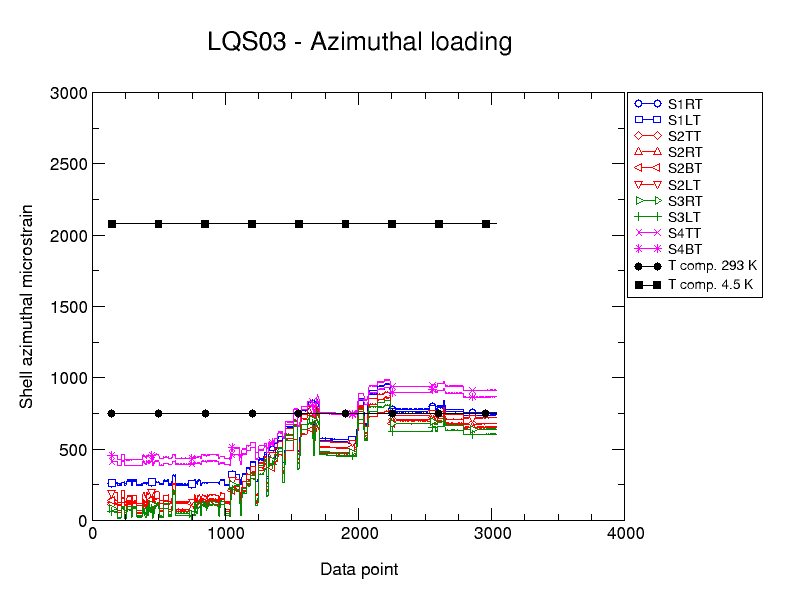 LQS03 - Azimuthal loading
3000
2500
2000
1500
1000
500
0
0
1000
2000
3000
4000
Shell azimuthal microstrain
Data point
S1RT
S1LT
S2TT
S2RT
S2BT
S2LT
S3RT
S3LT
S4TT
S4BT
T comp. 293 K
T comp. 4.5 K